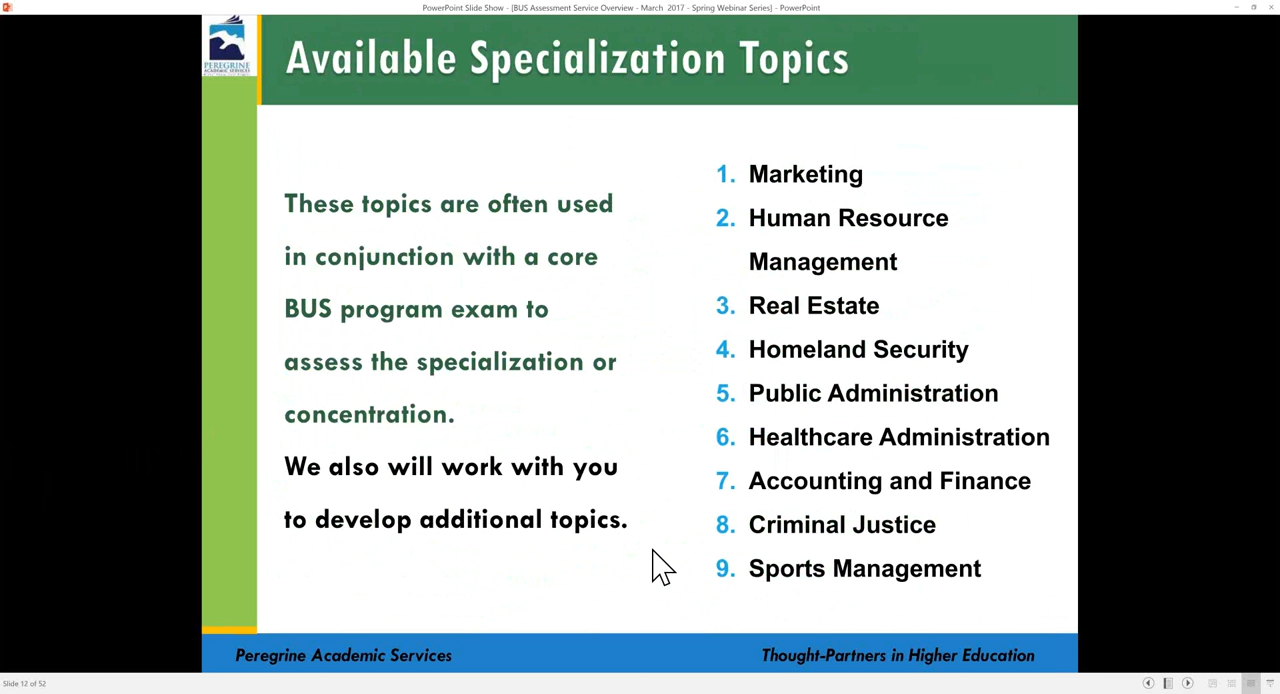 PowerPoint Slide Show - [BUS Assessment Service Overview - March 2017 - Spring Webinar Series] - PowerPoint
PEREGRINE
Available Specialization Topics
These topics are often used
in conjunction with a core
BUS program exam to
assess the specialization or
concentration.
We also will work with you
to develop additional topics.
1. Marketing
2. Human Resource
Management
3. Real Estate
4. Homeland Security
5. Public Administration
6. Healthcare Administration
7. Accounting and Finance
8. Criminal Justice
9. Sports Management
Peregrine Academic Services
Thought-Partners in Higher Education
Slide 12 of 52